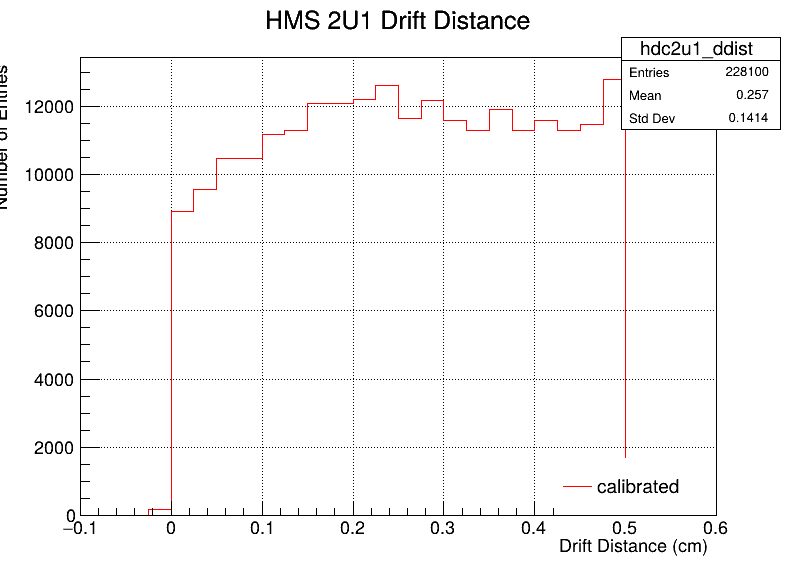 HMS 2U1 Drift Distance
hdc2u1_ddist
Entries 228100
Mean 0.257
Std Dev 0.1414
Number of Entries
12000
10000
8000
6000
4000
2000
0
−0.1 0 0.1 0.2 0.3 0.4 0.5 0.6
Drift Distance (cm)
calibrated